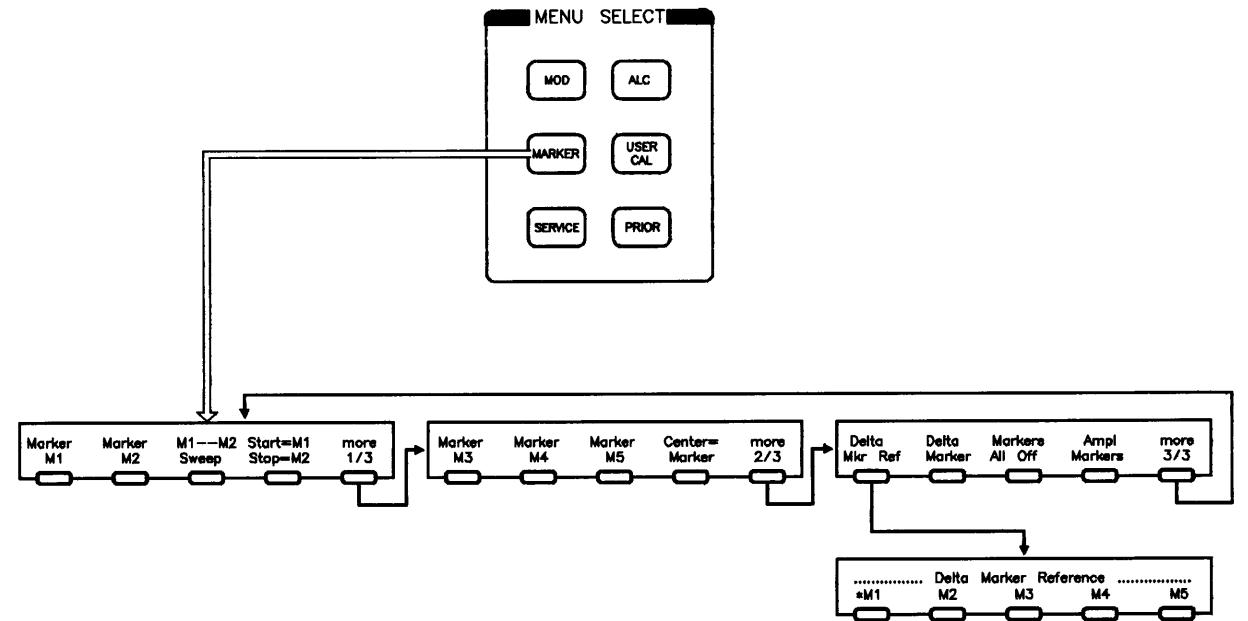 MENU SELECT
MOD ALC
MARKER USER CAL
SERVICE PRIOR
Marker M1
Marker M2
M1--M2 Sweep
Start=M1 Stop=M2
more 1/3
Marker M3
Marker M4
Marker M5
Center= Marker
more 2/3
Delta Mkr Ref
Delta Marker
Markers All Off
Ampl Markers
more 3/3
................ Delta Marker Reference ................
*M1 M2 M3 M4 M5